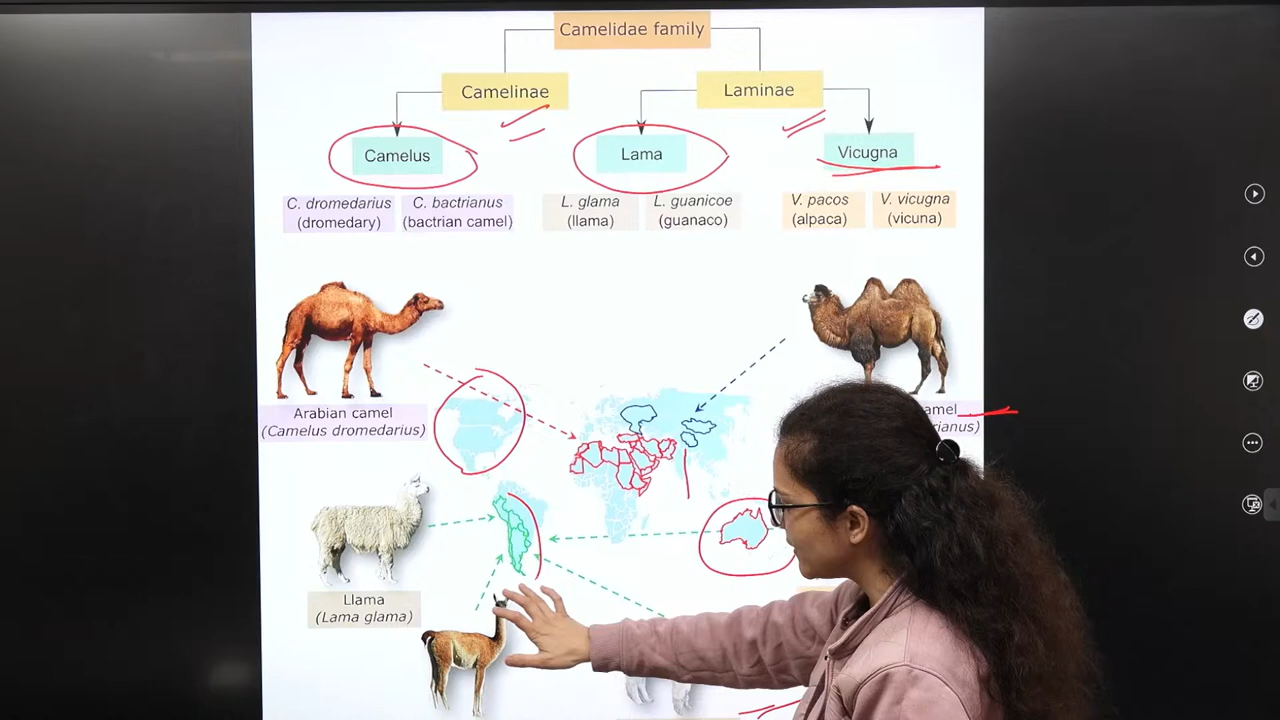 Camelidae family
Camelinae
Laminae
Camelus
Lama
Vicugna
C. dromedarius
(dromedary)
C. bactrianus
(bactrian camel)
L. glama
(llama)
L. guanicoe
(guanaco)
V. pacos
(alpaca)
V. vicugna
(vicuna)
Arabian camel
(Camelus dromedarius)
Llama
(Lama glama)